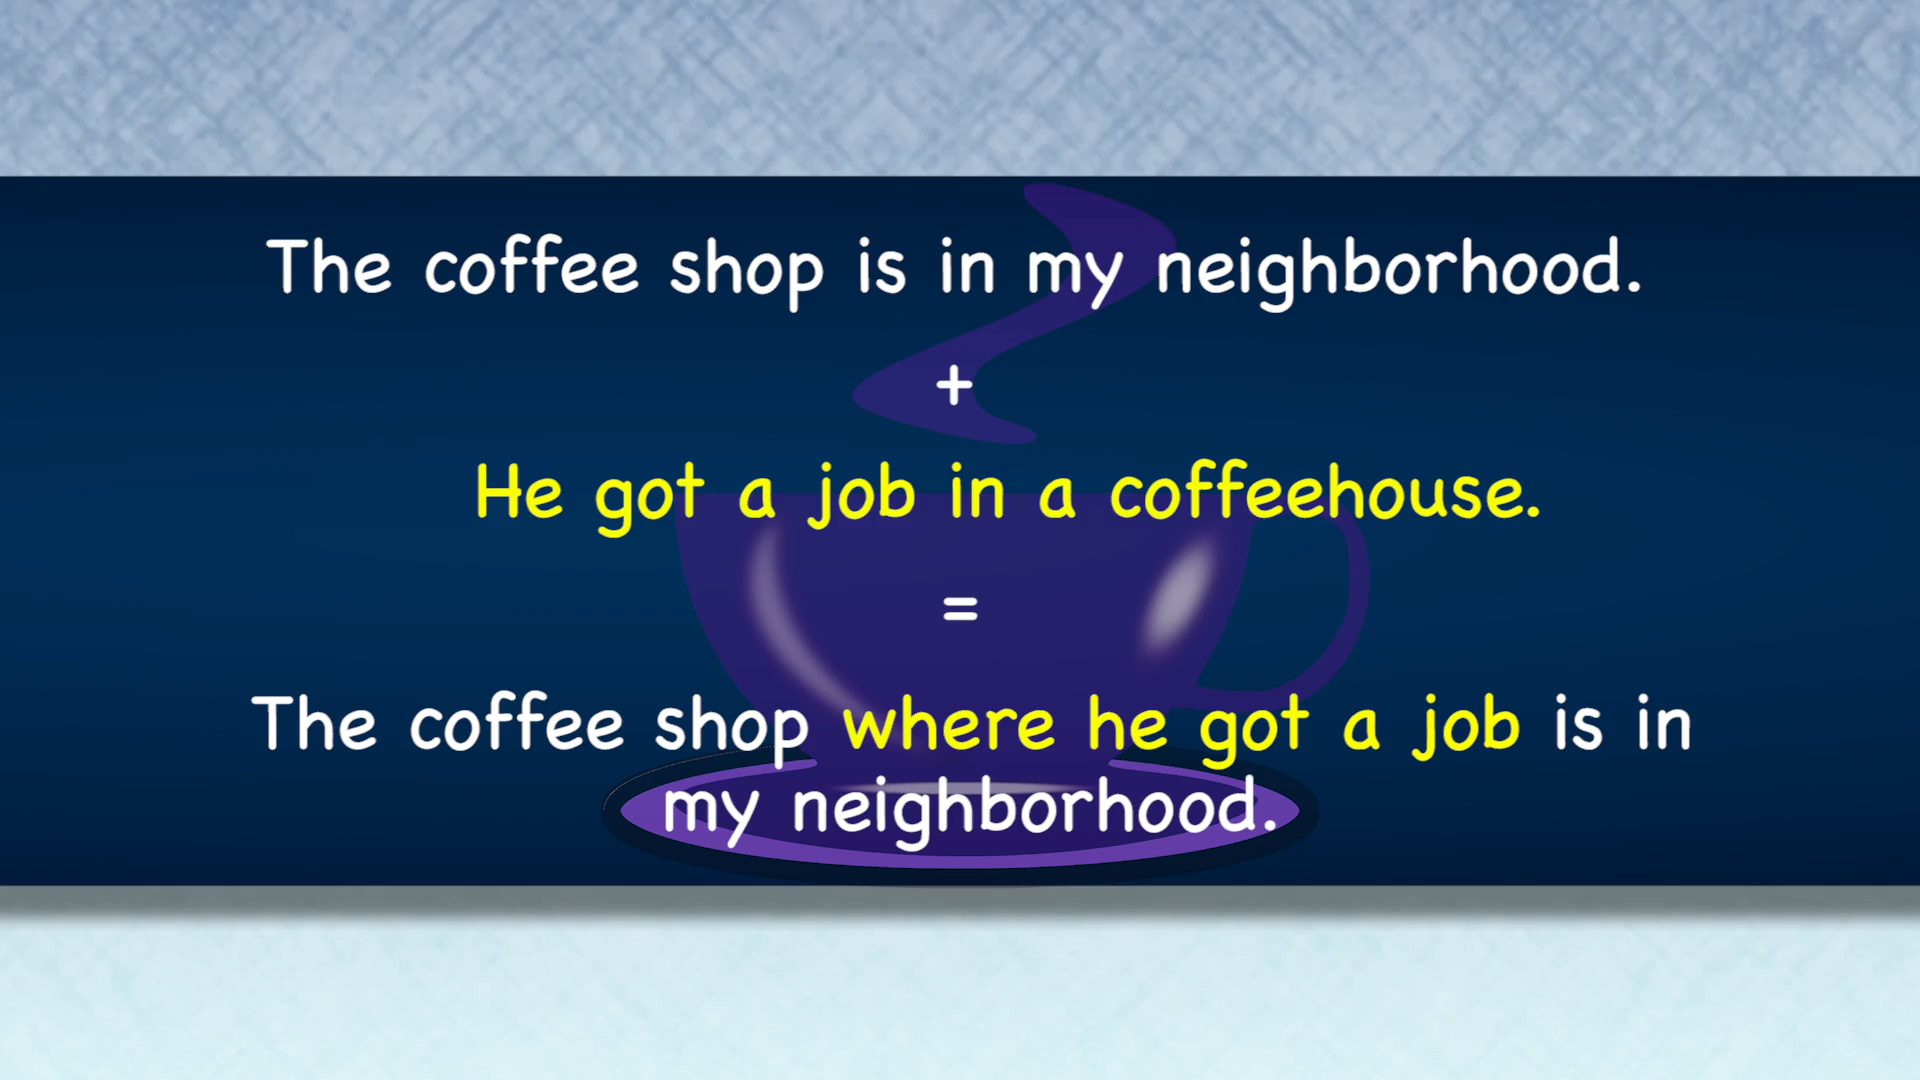 The coffee shop is in my neighborhood.
+
He got a job in a coffeehouse.
=
The coffee shop where he got a job is in
my neighborhood.